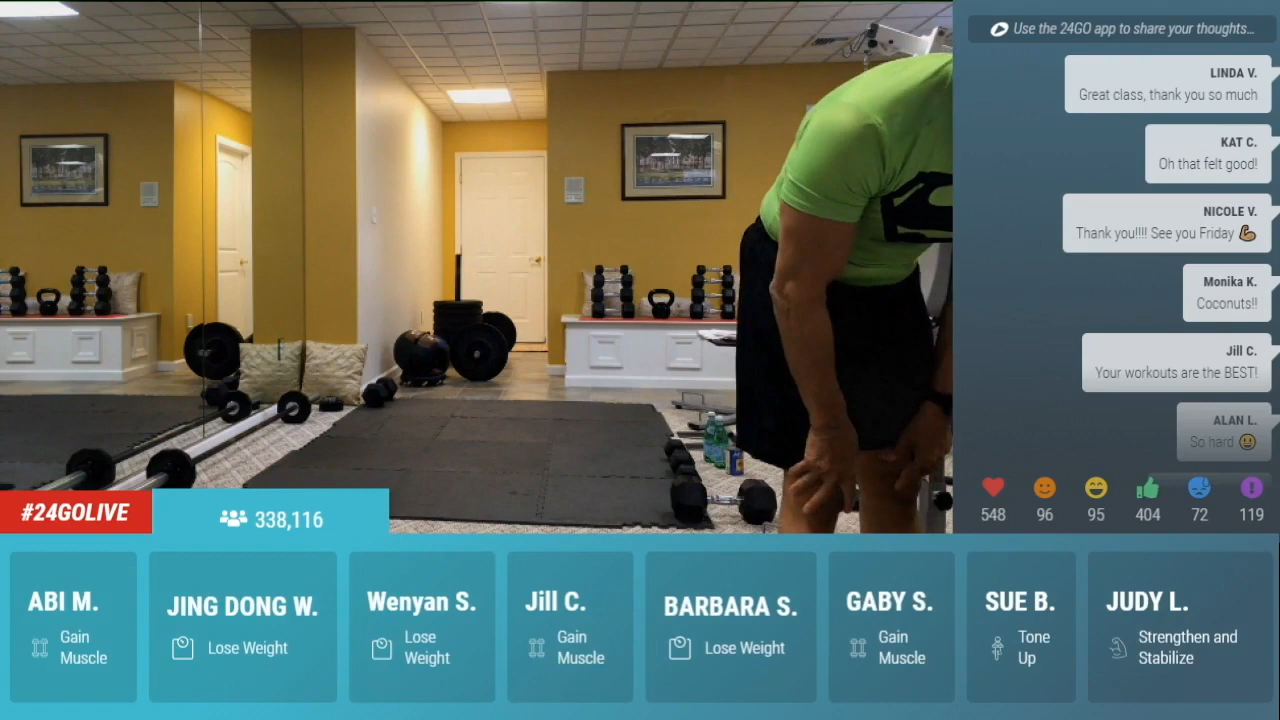 Use the 24GO app to share your thoughts...
LINDA V.
Great class, thank you so much
KAT C.
Oh that felt good!
NICOLE V.
Thank you!!!! See you Friday 💪
Monika K.
Coconuts!!
Jill C.
Your workouts are the BEST!
ALAN L.
So hard 😀
548 96 95 404 72 119
#24GOLIVE
338,116
ABI M.
Gain
Muscle
JING DONG W.
Lose Weight
Wenyan S.
Lose
Weight
Jill C.
Gain
Muscle
BARBARA S.
Lose Weight
GABY S.
Gain
Muscle
SUE B.
Tone
Up
JUDY L.
Strengthen and
Stabilize